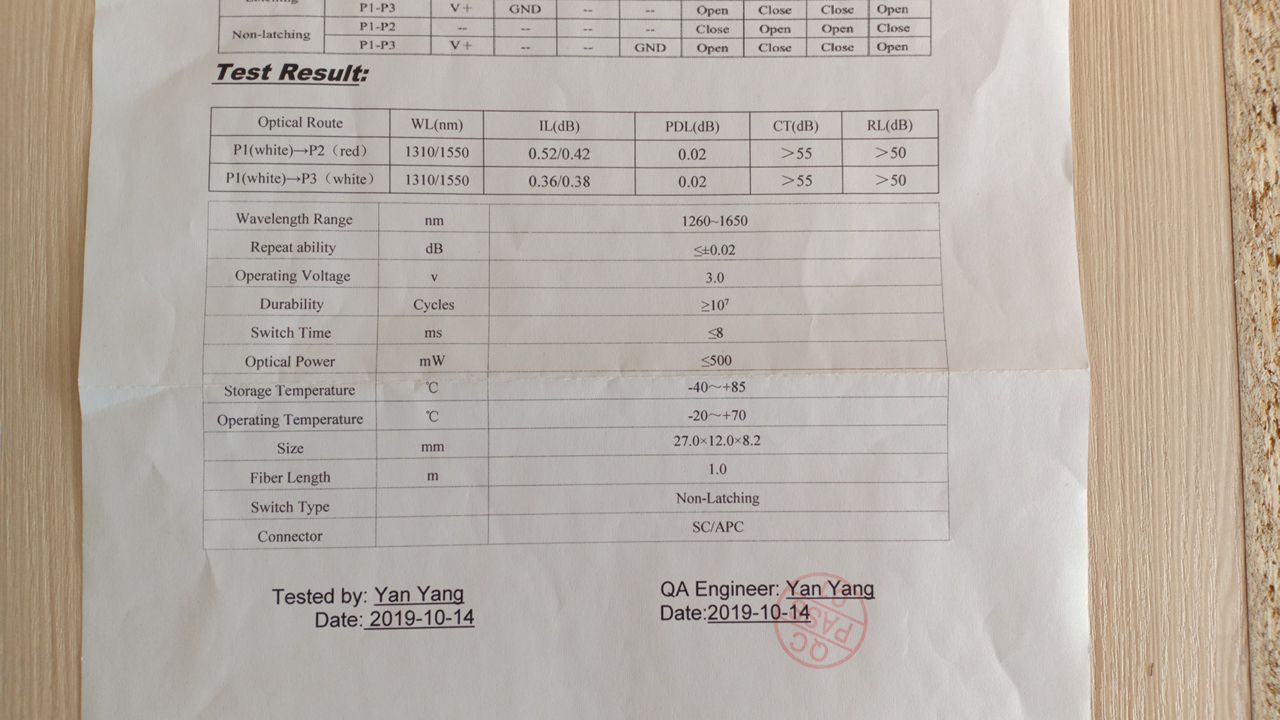 P1-P3 V+ GND -- -- Open Close Close Open
Non-latching P1-P2 -- -- -- -- Close Open Open Close
P1-P3 V+ -- -- GND Open Close Close Open
Test Result:
Optical Route WL(nm) IL(dB) PDL(dB) CT(dB) RL(dB)
P1(white)→P2（red） 1310/1550 0.52/0.42 0.02 ＞55 ＞50
P1(white)→P3（white） 1310/1550 0.36/0.38 0.02 ＞55 ＞50
Wavelength Range nm 1260~1650
Repeat ability dB ≤±0.02
Operating Voltage v 3.0
Durability Cycles ≥10⁷
Switch Time ms ≤8
Optical Power mW ≤500
Storage Temperature ℃ -40～+85
Operating Temperature ℃ -20～+70
Size mm 27.0×12.0×8.2
Fiber Length m 1.0
Switch Type Non-Latching
Connector SC/APC
Tested by: Yan Yang QA Engineer: Yan Yang
Date: 2019-10-14 Date:2019-10-14
QC
PASS